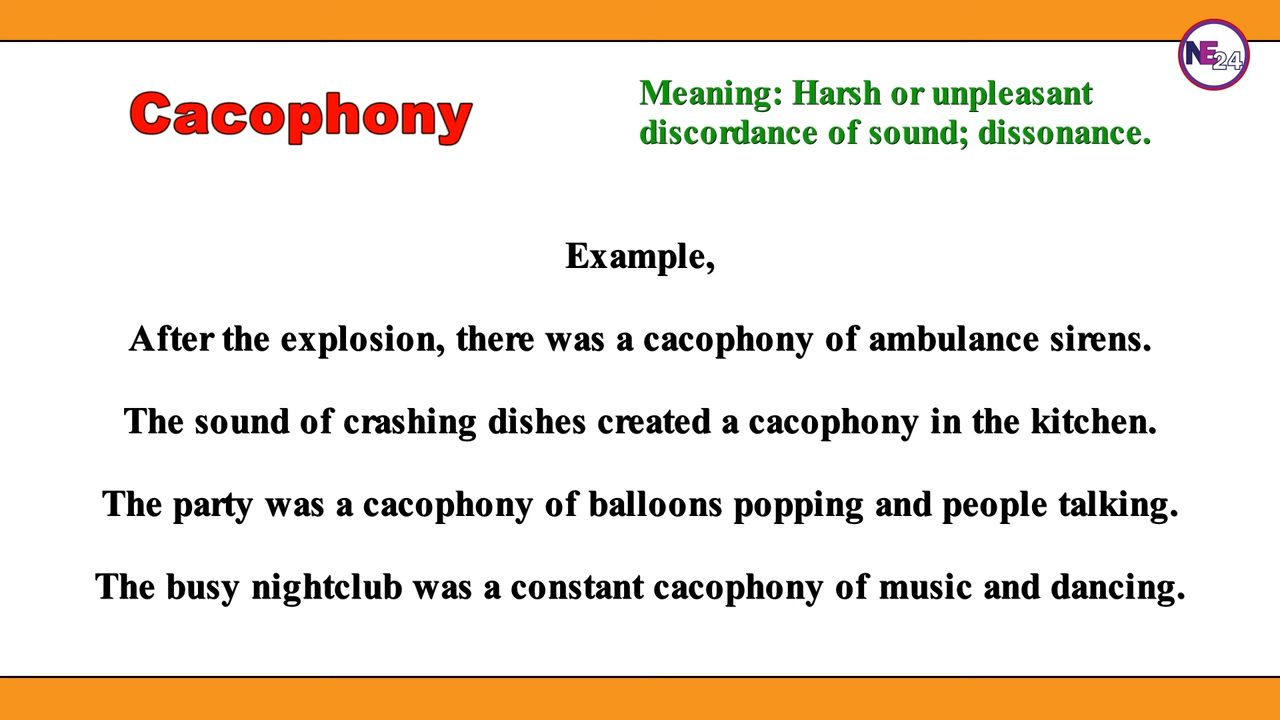 NE24
Cacophony
Meaning: Harsh or unpleasant
discordance of sound; dissonance.
Example,
After the explosion, there was a cacophony of ambulance sirens.
The sound of crashing dishes created a cacophony in the kitchen.
The party was a cacophony of balloons popping and people talking.
The busy nightclub was a constant cacophony of music and dancing.